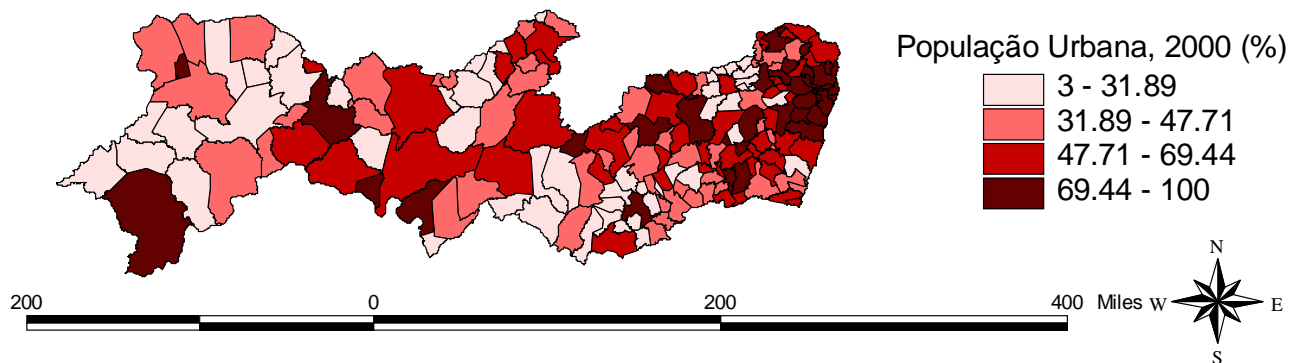 População Urbana, 2000 (%)
3 - 31.89
31.89 - 47.71
47.71 - 69.44
69.44 - 100
200 0 200 400 Miles
N
W E
S